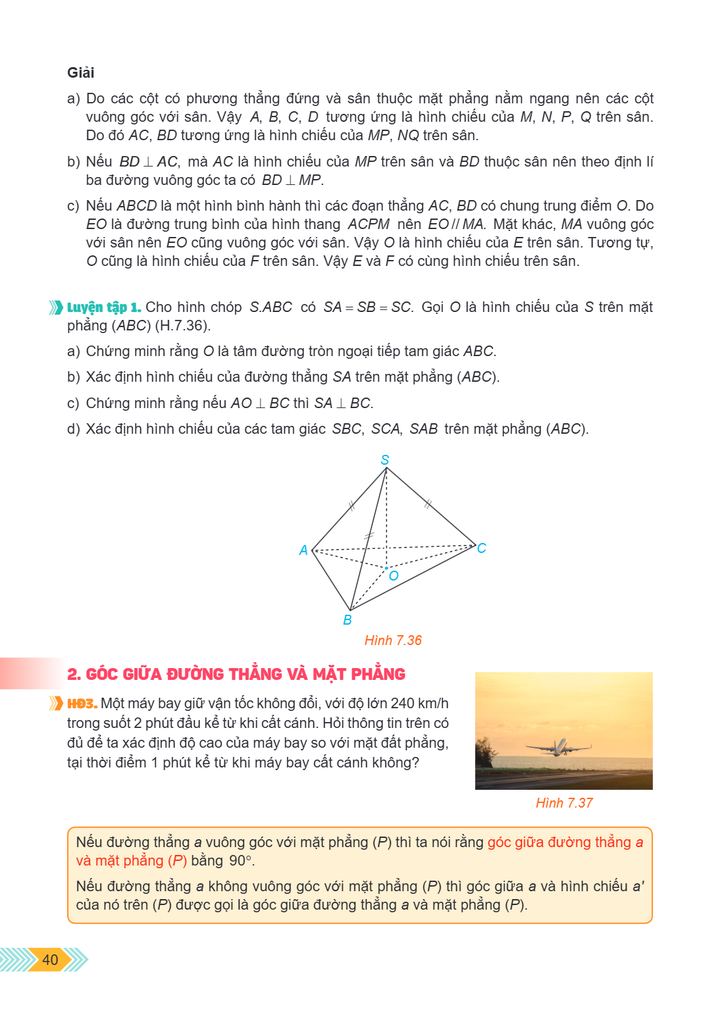 Giải
a) Do các cột có phương thẳng đứng và sân thuộc mặt phẳng nằm ngang nên các cột
vuông góc với sân. Vậy A, B, C, D tương ứng là hình chiếu của M, N, P, Q trên sân.
Do đó AC, BD tương ứng là hình chiếu của MP, NQ trên sân.
b) Nếu BD ⊥ AC, mà AC là hình chiếu của MP trên sân và BD thuộc sân nên theo định lí
ba đường vuông góc ta có BD ⊥ MP.
c) Nếu ABCD là một hình bình hành thì các đoạn thẳng AC, BD có chung trung điểm O. Do
EO là đường trung bình của hình thang ACPM nên EO // MA. Mặt khác, MA vuông góc
với sân nên EO cũng vuông góc với sân. Vậy O là hình chiếu của E trên sân. Tương tự,
O cũng là hình chiếu của F trên sân. Vậy E và F có cùng hình chiếu trên sân.
Luyện tập 1. Cho hình chóp S.ABC có SA = SB = SC. Gọi O là hình chiếu của S trên mặt
phẳng (ABC) (H.7.36).
a) Chứng minh rằng O là tâm đường tròn ngoại tiếp tam giác ABC.
b) Xác định hình chiếu của đường thẳng SA trên mặt phẳng (ABC).
c) Chứng minh rằng nếu AO ⊥ BC thì SA ⊥ BC.
d) Xác định hình chiếu của các tam giác SBC, SCA, SAB trên mặt phẳng (ABC).
S
A
C
O
B
Hình 7.36
2. GÓC GIỮA ĐƯỜNG THẲNG VÀ MẶT PHẲNG
HĐ3. Một máy bay giữ vận tốc không đổi, với độ lớn 240 km/h
trong suốt 2 phút đầu kể từ khi cất cánh. Hỏi thông tin trên có
đủ để ta xác định độ cao của máy bay so với mặt đất phẳng,
tại thời điểm 1 phút kể từ khi máy bay cất cánh không?
Hình 7.37
Nếu đường thẳng a vuông góc với mặt phẳng (P) thì ta nói rằng góc giữa đường thẳng a
và mặt phẳng (P) bằng 90°.
Nếu đường thẳng a không vuông góc với mặt phẳng (P) thì góc giữa a và hình chiếu a'
của nó trên (P) được gọi là góc giữa đường thẳng a và mặt phẳng (P).
40